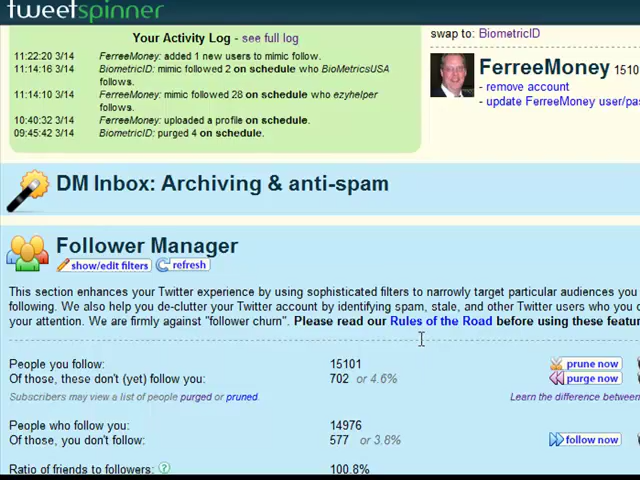 tweetspinner
Your Activity Log - see full log
11:22:20 3/14 FerreeMoney: added 1 new users to mimic follow.
11:14:16 3/14 BiometricID: mimic followed 2 on schedule who BioMetricsUSA
follows.
11:14:10 3/14 FerreeMoney: mimic followed 28 on schedule who ezyhelper
follows.
10:40:32 3/14 FerreeMoney: uploaded a profile on schedule.
09:45:42 3/14 BiometricID: purged 4 on schedule.
swap to: BiometricID
FerreeMoney 1510
- remove account
- update FerreeMoney user/pa
DM Inbox: Archiving & anti-spam
Follower Manager
show/edit filters refresh
This section enhances your Twitter experience by using sophisticated filters to narrowly target particular audiences you
following. We also help you de-clutter your Twitter account by identifying spam, stale, and other Twitter users who you
your attention. We are firmly against "follower churn". Please read our Rules of the Road before using these featu
People you follow: 15101 prune now
Of those, these don't (yet) follow you: 702 or 4.6% purge now
Subscribers may view a list of people purged or pruned. Learn the difference between
People who follow you: 14976
Of those, you don't follow: 577 or 3.8% follow now
Ratio of friends to followers: ? 100.8%